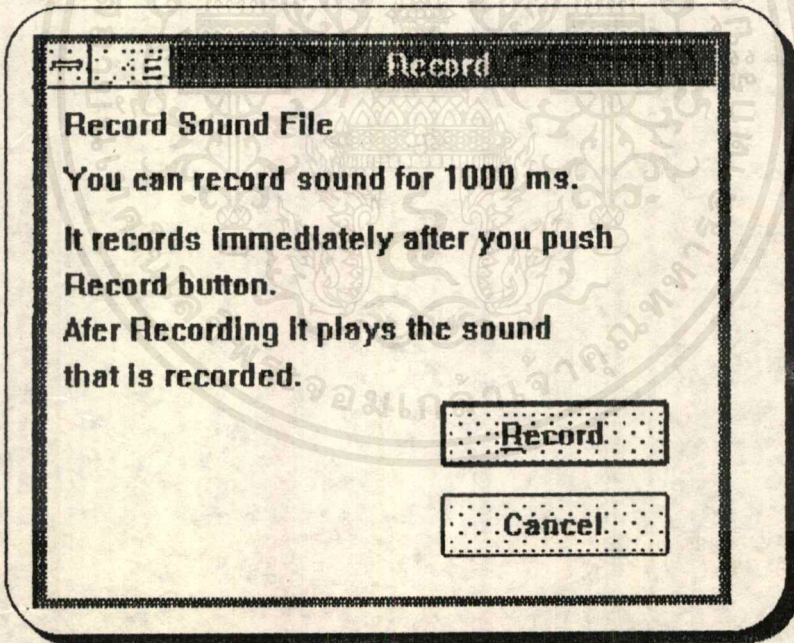 Record
Record Sound File
You can record sound for 1000 ms.
It records Immediately after you push
Record button.
Afer Recording It plays the sound
that Is recorded.
Record
Cancel